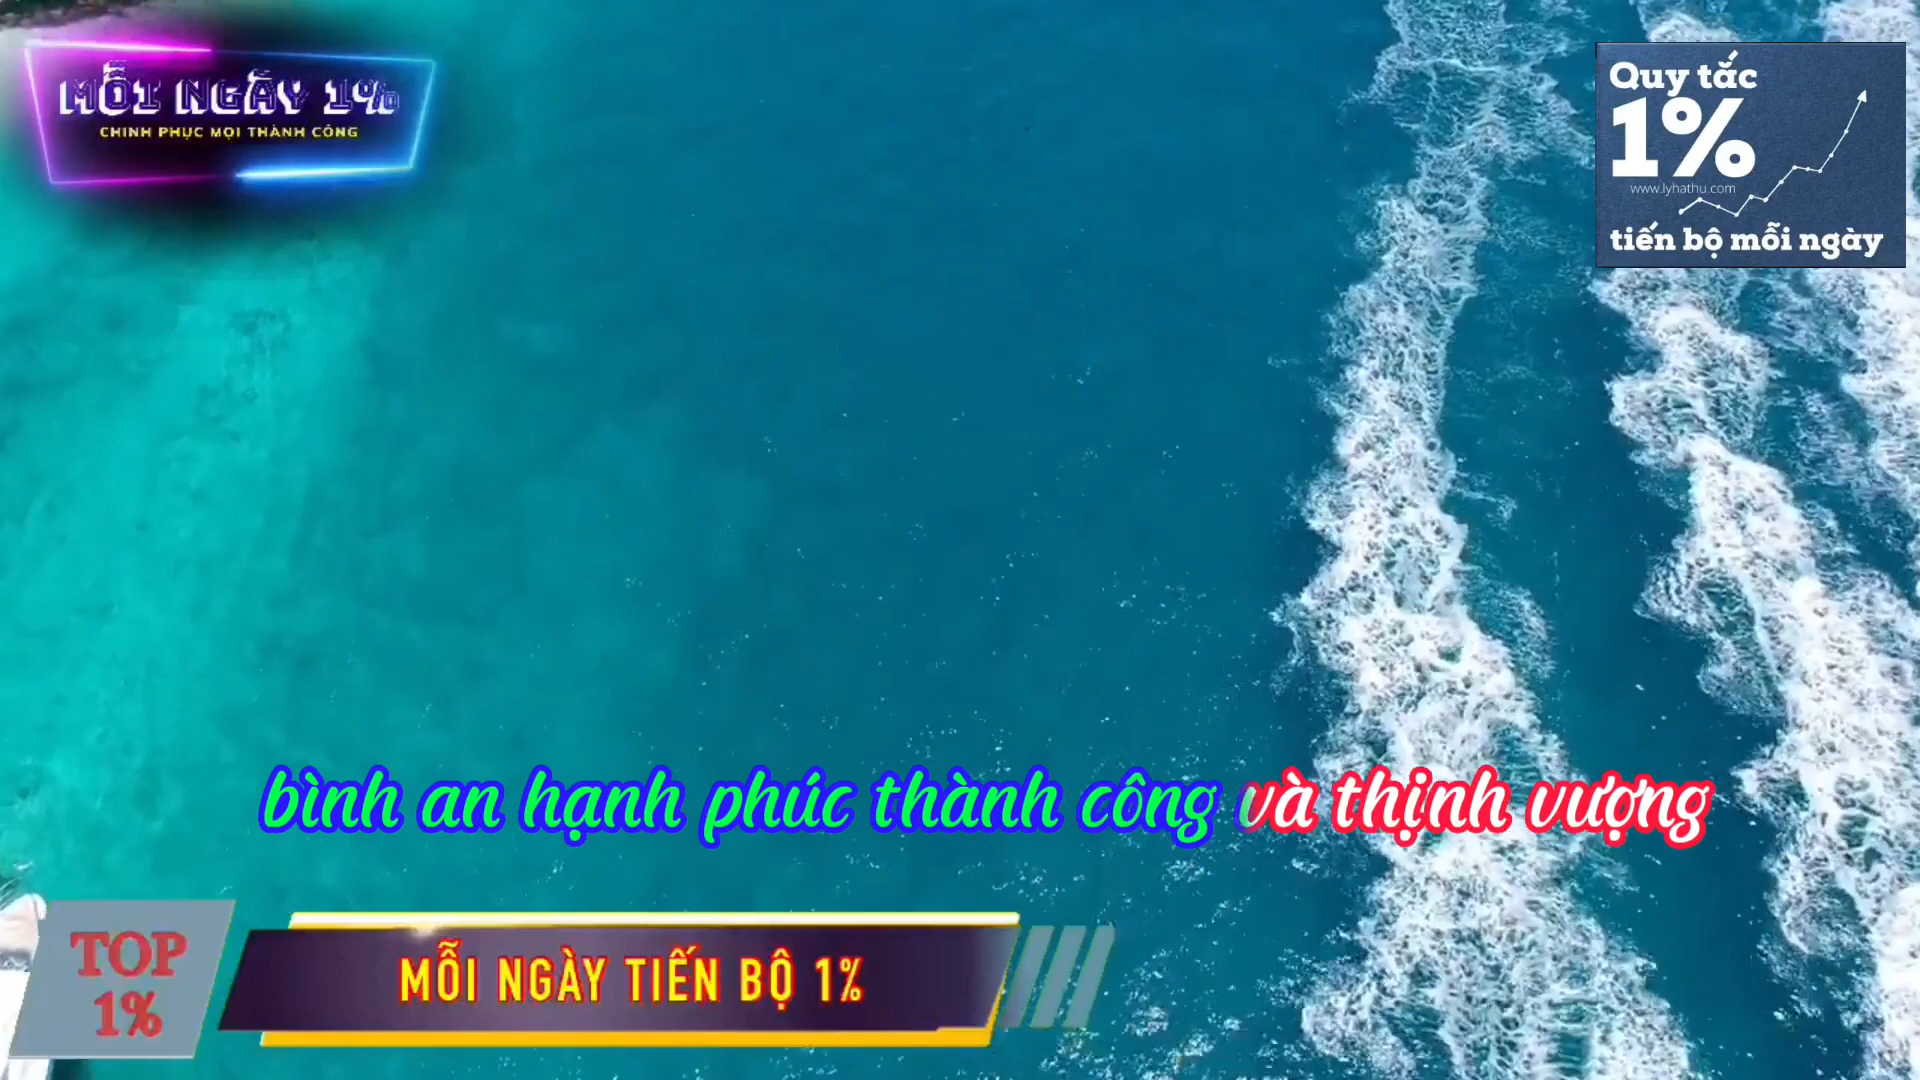 MỖI NGÀY 1%
CHINH PHỤC MỌI THÀNH CÔNG
Quy tắc
1%
www.lyhathu.com
tiến bộ mỗi ngày
bình an hạnh phúc thành công và thịnh vượng
TOP
1%
MỖI NGÀY TIẾN BỘ 1%